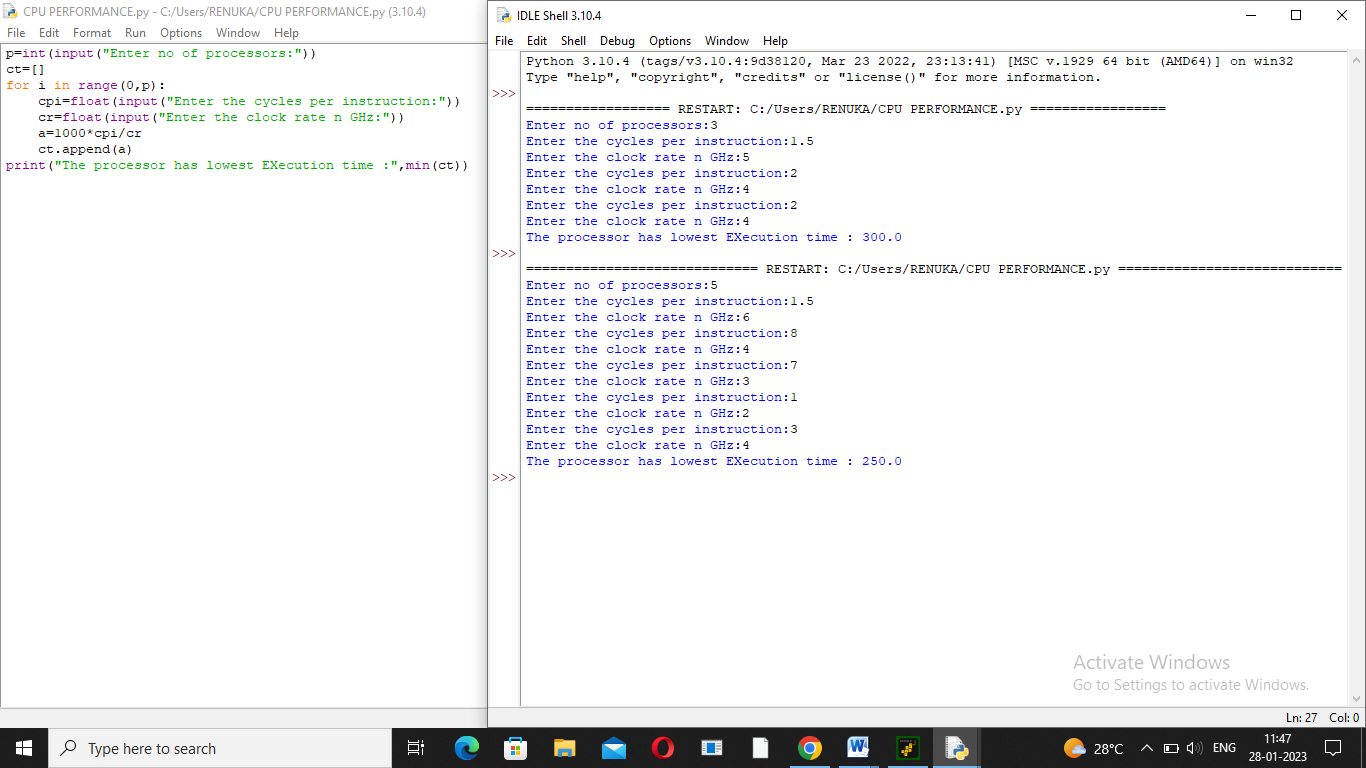 CPU PERFORMANCE.py - C:/Users/RENUKA/CPU PERFORMANCE.py (3.10.4)
File Edit Format Run Options Window Help
p=int(input("Enter no of processors:"))
ct=[]
for i in range(0,p):
    cpi=float(input("Enter the cycles per instruction:"))
    cr=float(input("Enter the clock rate n GHz:"))
    a=1000*cpi/cr
    ct.append(a)
print("The processor has lowest EXecution time :",min(ct))
IDLE Shell 3.10.4
File Edit Shell Debug Options Window Help
Python 3.10.4 (tags/v3.10.4:9d38120, Mar 23 2022, 23:13:41) [MSC v.1929 64 bit (AMD64)] on win32
Type "help", "copyright", "credits" or "license()" for more information.
>>>
================== RESTART: C:/Users/RENUKA/CPU PERFORMANCE.py =================
Enter no of processors:3
Enter the cycles per instruction:1.5
Enter the clock rate n GHz:5
Enter the cycles per instruction:2
Enter the clock rate n GHz:4
Enter the cycles per instruction:2
Enter the clock rate n GHz:4
The processor has lowest EXecution time : 300.0
>>>
============================= RESTART: C:/Users/RENUKA/CPU PERFORMANCE.py ============================
Enter no of processors:5
Enter the cycles per instruction:1.5
Enter the clock rate n GHz:6
Enter the cycles per instruction:8
Enter the clock rate n GHz:4
Enter the cycles per instruction:7
Enter the clock rate n GHz:3
Enter the cycles per instruction:1
Enter the clock rate n GHz:2
Enter the cycles per instruction:3
Enter the clock rate n GHz:4
The processor has lowest EXecution time : 250.0
>>>
Activate Windows
Go to Settings to activate Windows.
Ln: 27 Col: 0
Type here to search
28°C
ENG
11:47
28-01-2023